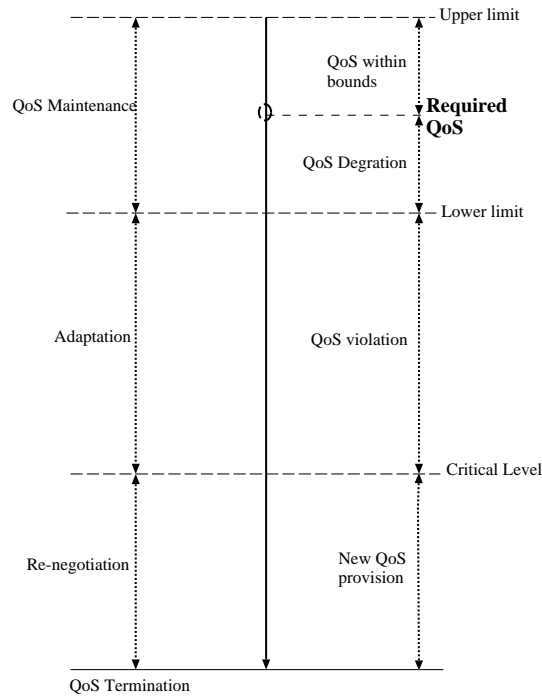 Upper limit
QoS within
bounds
QoS Maintenance
Required
QoS
QoS Degration
Lower limit
Adaptation
QoS violation
Critical Level
Re-negotiation
New QoS
provision
QoS Termination